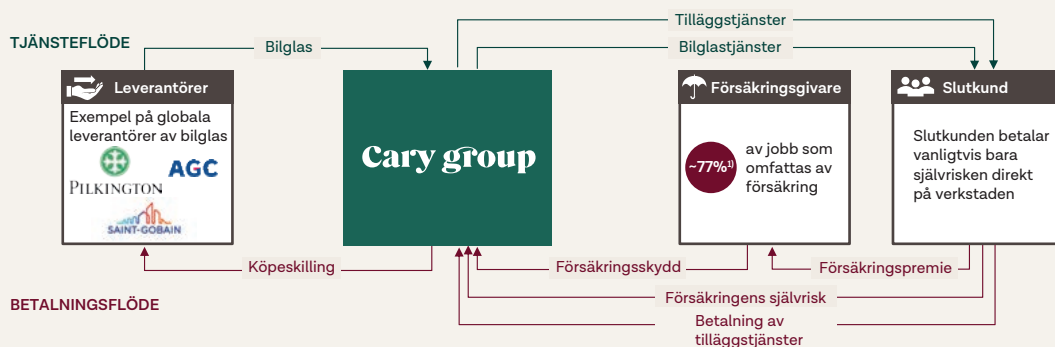 Tilläggstjänster
TJÄNSTEFLÖDE
Bilglas
Bilglastjänster
Leverantörer
Exempel på globala
leverantörer av bilglas
PILKINGTON
AGC
SAINT-GOBAIN
Cary group
Försäkringsgivare
~77%¹⁾
av jobb som
omfattas av
försäkring
Slutkund
Slutkunden betalar
vanligtvis bara
självrisken direkt
på verkstaden
Köpeskilling
Försäkringsskydd
Försäkringspremie
BETALNINGSFLÖDE
Försäkringens självrisk
Betalning av
tilläggstjänster